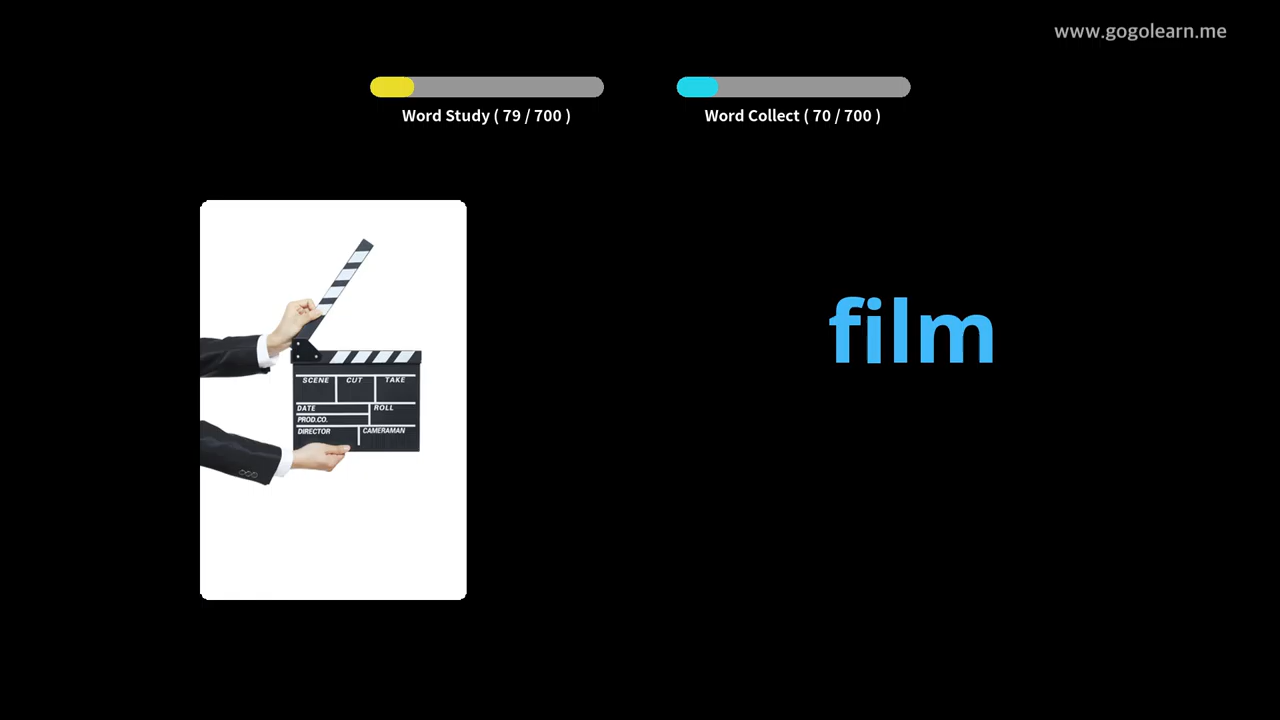 www.gogolearn.me
Word Study ( 79 / 700 )
Word Collect ( 70 / 700 )
film
SCENE CUT TAKE
DATE ROLL
PROD.CO.
DIRECTOR CAMERAMAN